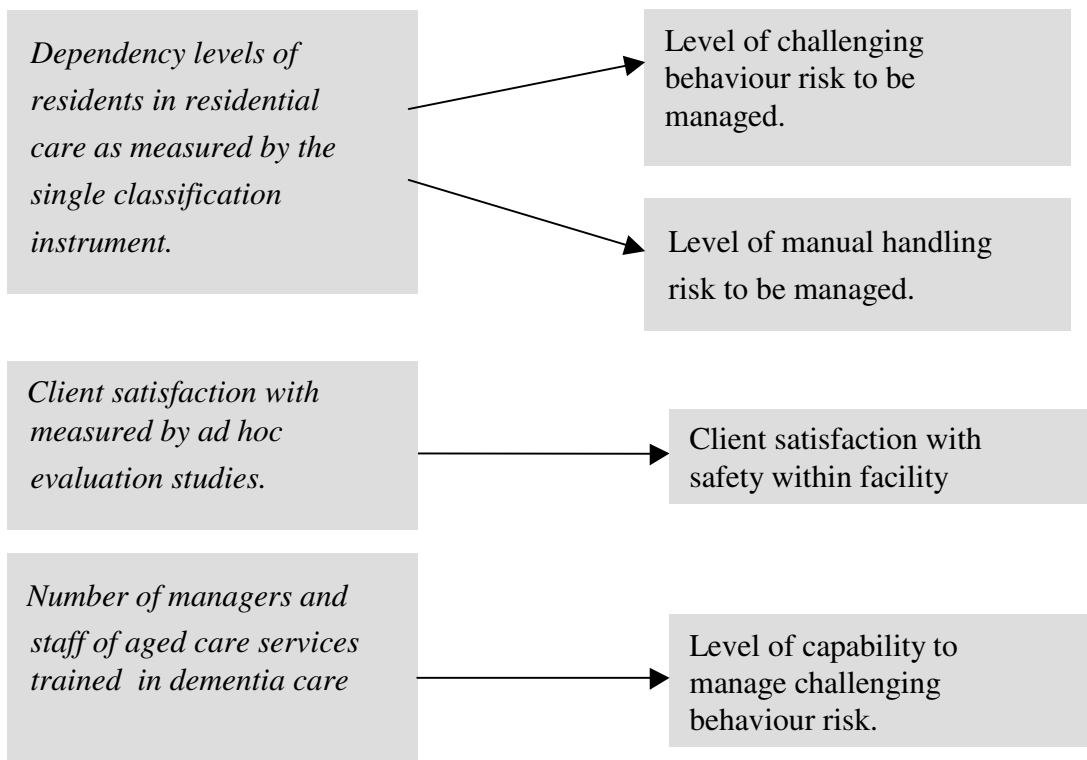 Dependency levels of
residents in residential
care as measured by the
single classification
instrument.
Level of challenging
behaviour risk to be
managed.
Level of manual handling
risk to be managed.
Client satisfaction with
measured by ad hoc
evaluation studies.
Client satisfaction with
safety within facility
Number of managers and
staff of aged care services
trained in dementia care
Level of capability to
manage challenging
behaviour risk.